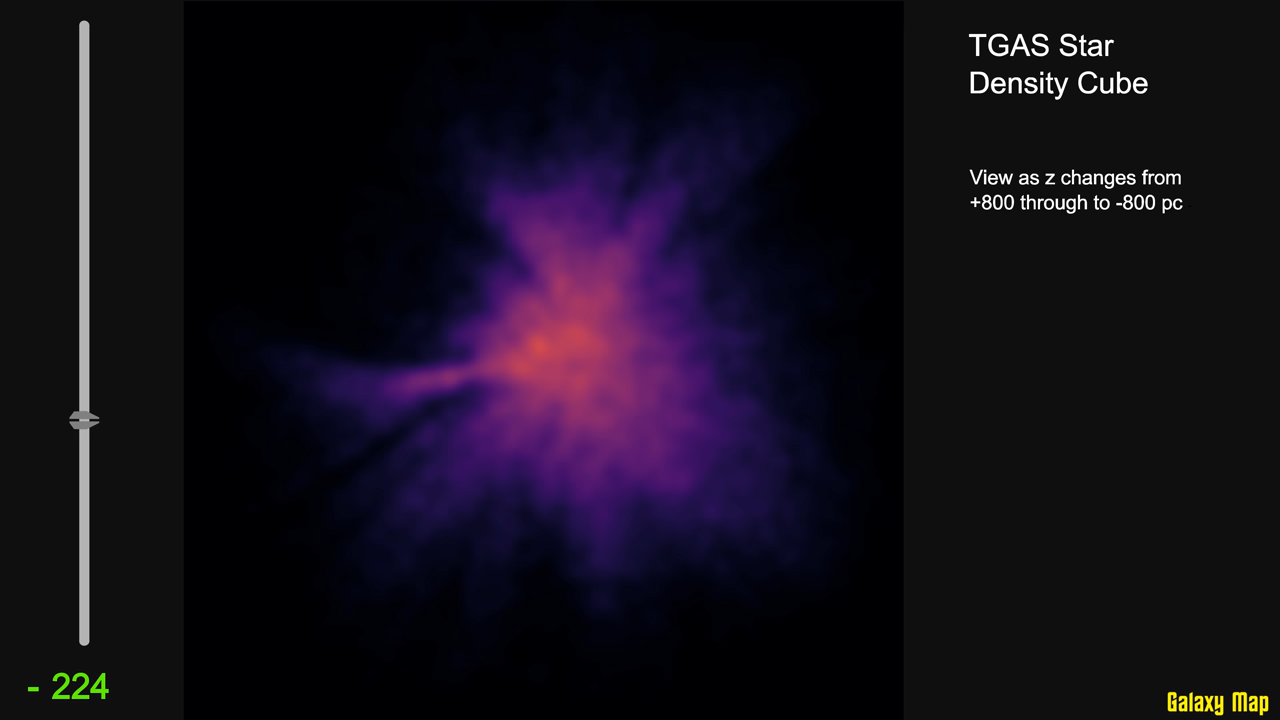 TGAS Star
Density Cube
View as z changes from
+800 through to -800 pc
- 224
Galaxy Map